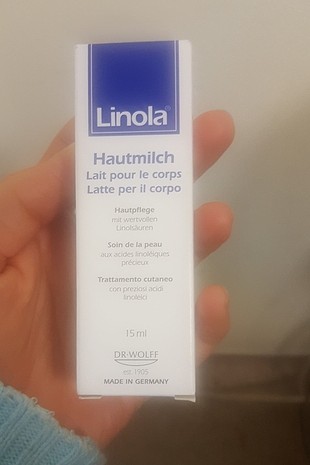 Linola®
Hautmilch
Lait pour le corps
Latte per il corpo
Hautpflege
mit wertvollen
Linolsäuren
Soin de la peau
aux acides linoléiques
précieux
Trattamento cutaneo
con preziosi acidi
linoleici
15 ml
DR·WOLFF
est. 1905
MADE IN GERMANY